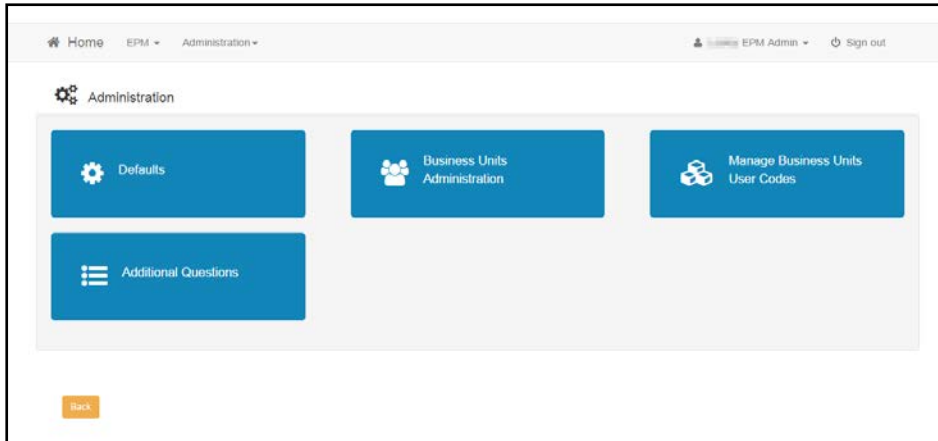 Home EPM Administration EPM Admin Sign out
Administration
Defaults
Business Units
Administration
Manage Business Units
User Codes
Additional Questions
Back